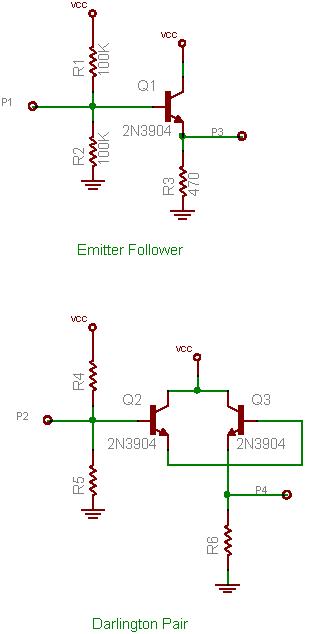 VCC
VCC
R1
100K
Q1
P1
2N3904
P3
R2
100K
R3
470
Emitter Follower
VCC
VCC
R4
Q2
Q3
P2
2N3904
2N3904
R5
P4
R6
Darlington Pair